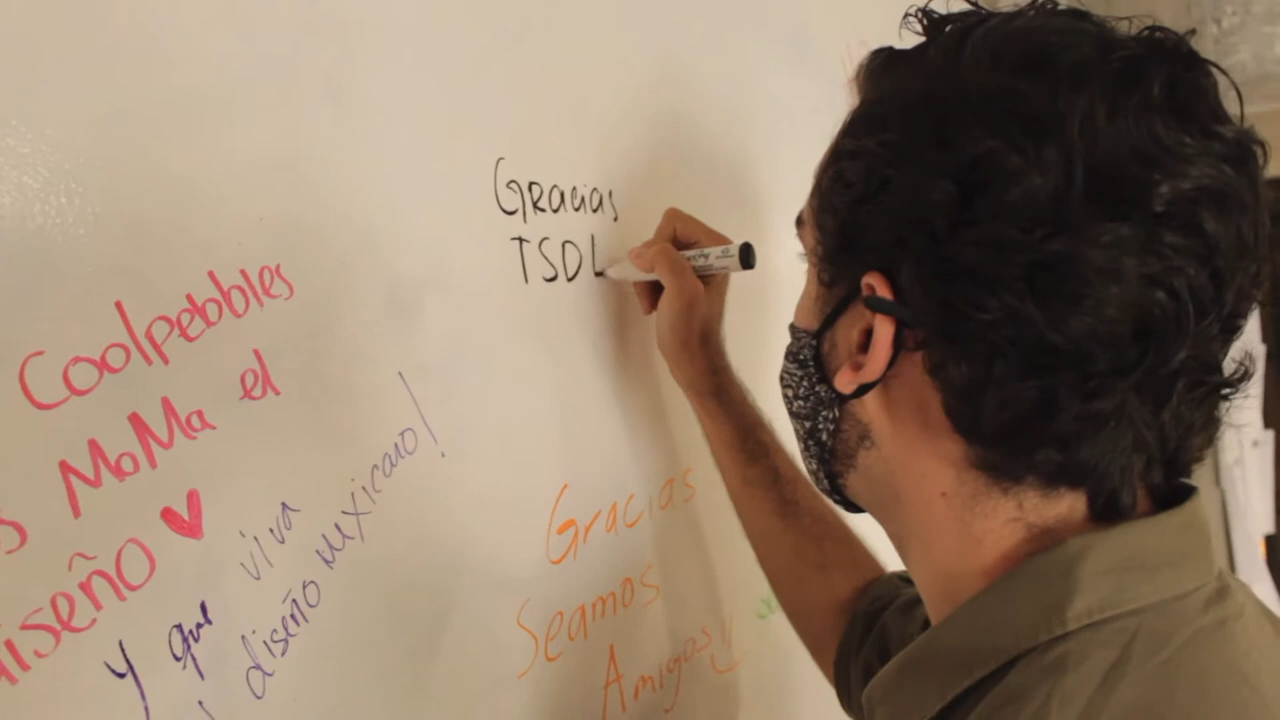 Gracias
TSDL
Coolpebbles
MoMa el
diseño
Y que viva
diseño mexicano!
Gracias
Seamos
Amigos!!